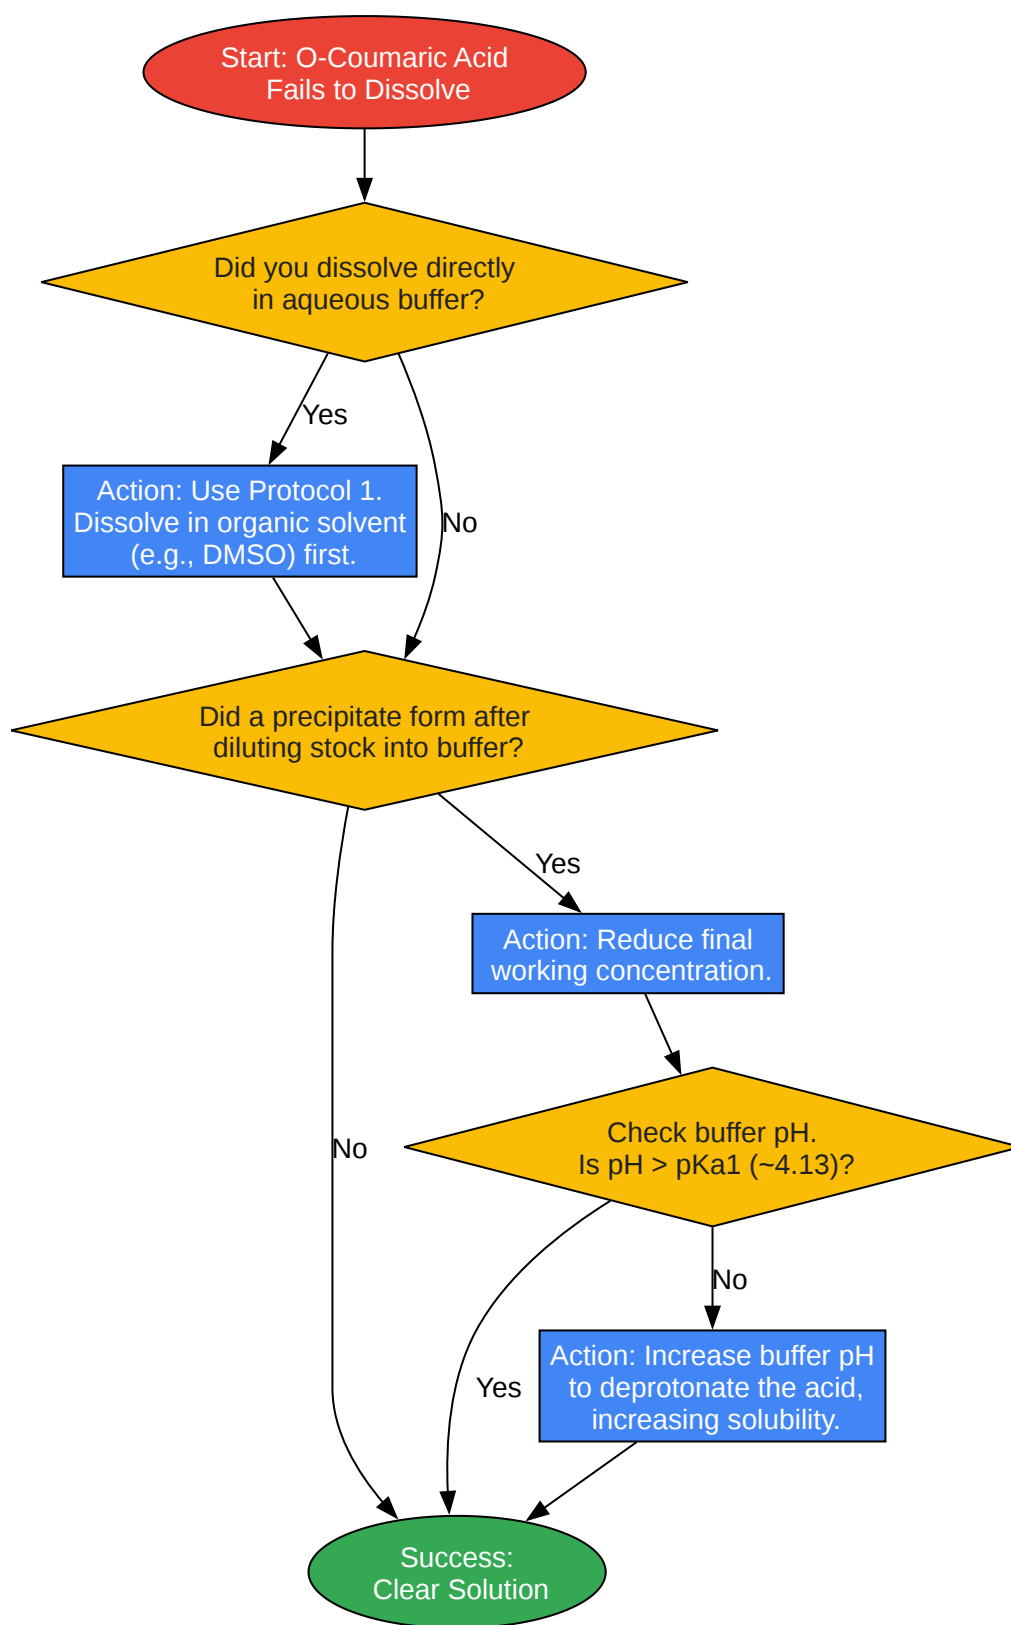 Start: O-Coumaric Acid
Fails to Dissolve
Did you dissolve directly
in aqueous buffer?
Yes
Action: Use Protocol 1.
Dissolve in organic solvent
(e.g., DMSO) first.
No
Did a precipitate form after
diluting stock into buffer?
Yes
Action: Reduce final
working concentration.
Check buffer pH.
Is pH > pKa1 (~4.13)?
No
No
Action: Increase buffer pH
to deprotonate the acid,
increasing solubility.
Yes
Success:
Clear Solution